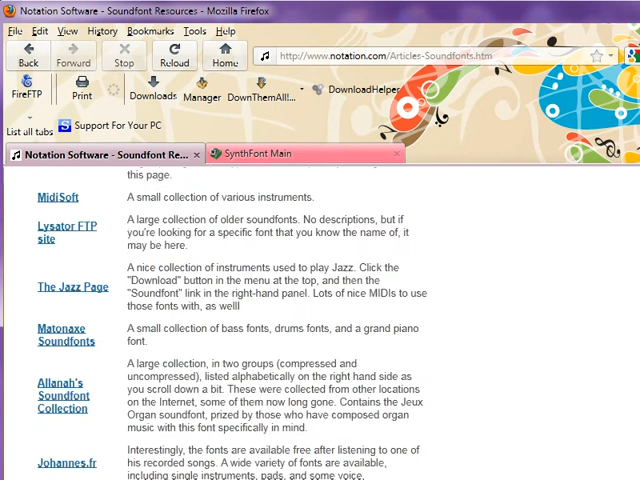 Notation Software - Soundfont Resources - Mozilla Firefox
File Edit View History Bookmarks Tools Help
Back Forward Stop Reload Home http://www.notation.com/Articles-Soundfonts.htm
FireFTP Print Downloads Manager DownThemAll!... DownloadHelper
List all tabs Support For Your PC
Notation Software - Soundfont Re... × SynthFont Main ×
this page.
MidiSoft A small collection of various instruments.
Lysator FTP site
A large collection of older soundfonts. No descriptions, but if
you're looking for a specific font that you know the name of, it
may be here.
The Jazz Page
A nice collection of instruments used to play Jazz. Click the
"Download" button in the menu at the top, and then the
"Soundfont" link in the right-hand panel. Lots of nice MIDIs to use
those fonts with, as welll
Matonaxe
Soundfonts
A small collection of bass fonts, drums fonts, and a grand piano
font.
Allanah's
Soundfont
Collection
A large collection, in two groups (compressed and
uncompressed), listed alphabetically on the right hand side as
you scroll down a bit. These were collected from other locations
on the Internet, some of them now long gone. Contains the Jeux
Organ soundfont, prized by those who have composed organ
music with this font specifically in mind.
Johannes.fr
Interestingly, the fonts are available free after listening to one of
his recorded songs. A wide variety of fonts are available,
including single instruments, pads, and some voice,